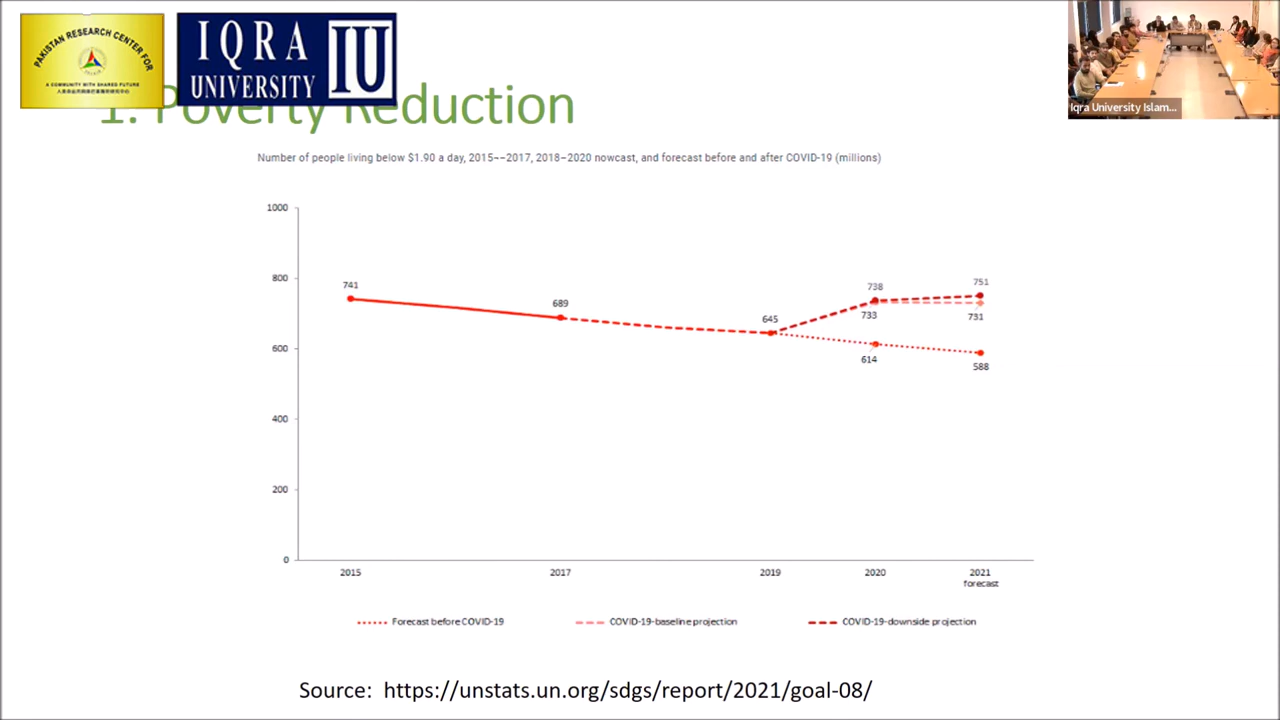 PAKISTAN RESEARCH CENTER FOR
A COMMUNITY WITH SHARED FUTURE
IQRA
UNIVERSITY
IU
Iqra University Islam...
1. Poverty Reduction
Number of people living below $1.90 a day, 2015--2017, 2018-2020 nowcast, and forecast before and after COVID-19 (millions)
1000
800
600
400
200
0
741
689
645
738
733
614
751
731
588
2015
2017
2019
2020
2021
forecast
Forecast before COVID-19
COVID-19-baseline projection
COVID-19-downside projection
Source: https://unstats.un.org/sdgs/report/2021/goal-08/